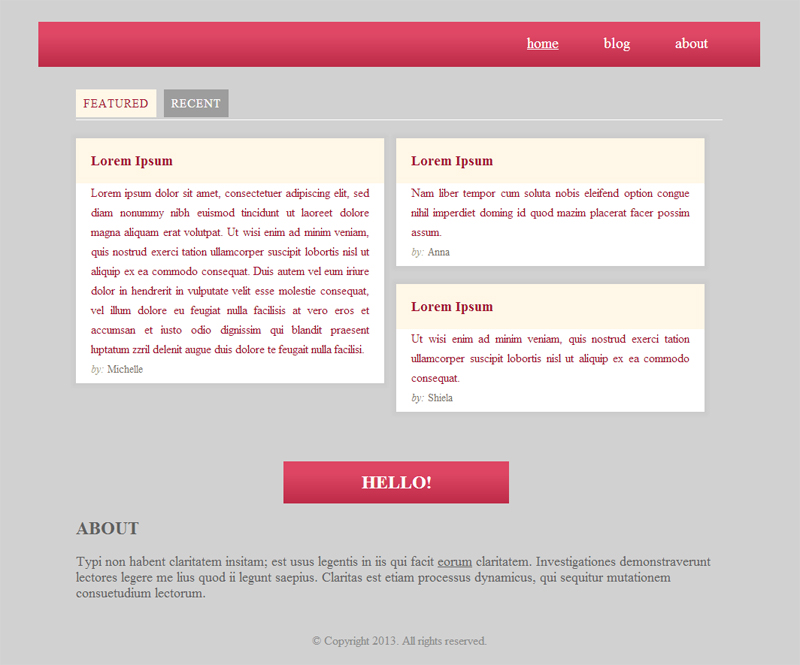 home blog about
FEATURED RECENT
Lorem Ipsum
Lorem ipsum dolor sit amet, consectetuer adipiscing elit, sed
diam nonummy nibh euismod tincidunt ut laoreet dolore
magna aliquam erat volutpat. Ut wisi enim ad minim veniam,
quis nostrud exerci tation ullamcorper suscipit lobortis nisl ut
aliquip ex ea commodo consequat. Duis autem vel eum iriure
dolor in hendrerit in vulputate velit esse molestie consequat,
vel illum dolore eu feugiat nulla facilisis at vero eros et
accumsan et iusto odio dignissim qui blandit praesent
luptatum zzril delenit augue duis dolore te feugait nulla facilisi.
by: Michelle
Lorem Ipsum
Nam liber tempor cum soluta nobis eleifend option congue
nihil imperdiet doming id quod mazim placerat facer possim
assum.
by: Anna
Lorem Ipsum
Ut wisi enim ad minim veniam, quis nostrud exerci tation
ullamcorper suscipit lobortis nisl ut aliquip ex ea commodo
consequat.
by: Shiela
HELLO!
ABOUT
Typi non habent claritatem insitam; est usus legentis in iis qui facit eorum claritatem. Investigationes demonstraverunt
lectores legere me lius quod ii legunt saepius. Claritas est etiam processus dynamicus, qui sequitur mutationem
consuetudium lectorum.
© Copyright 2013. All rights reserved.